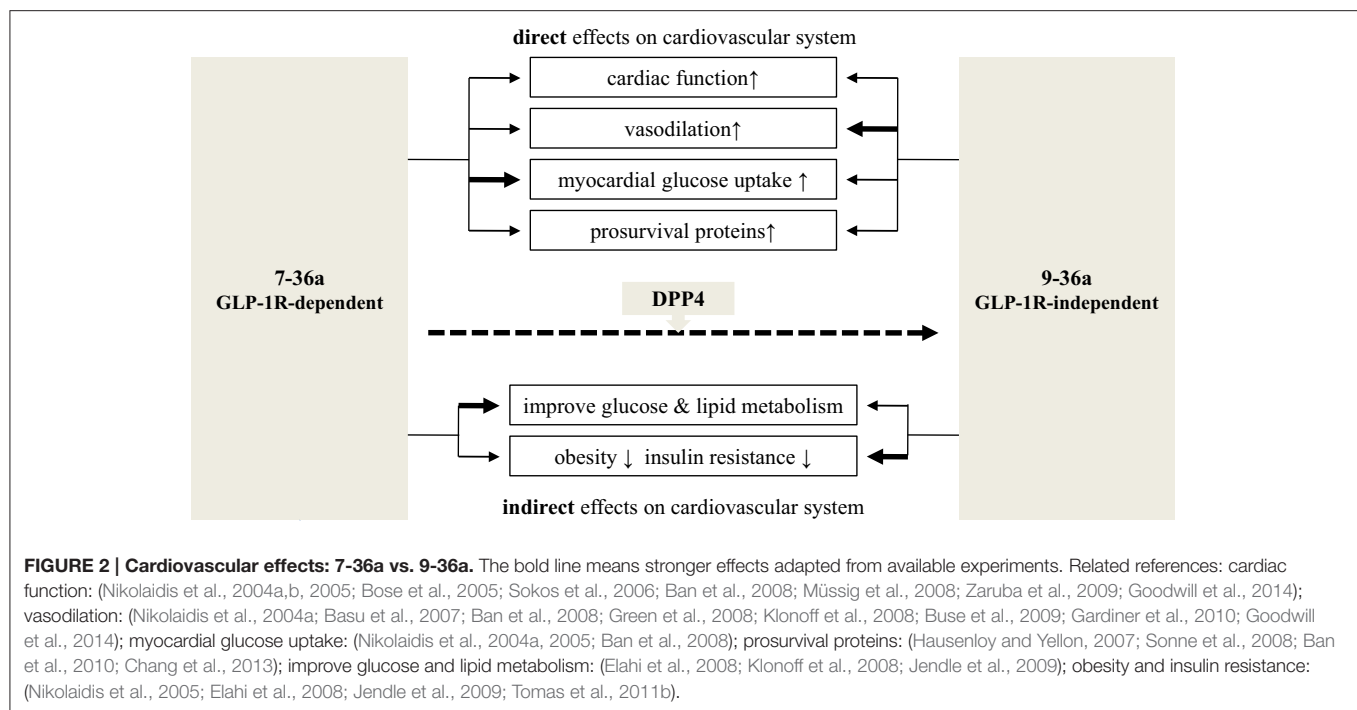 direct effects on cardiovascular system
cardiac function↑
vasodilation↑
myocardial glucose uptake ↑
prosurvival proteins↑
7-36a
GLP-1R-dependent
DPP4
9-36a
GLP-1R-independent
improve glucose & lipid metabolism
obesity ↓ insulin resistance ↓
indirect effects on cardiovascular system
FIGURE 2 | Cardiovascular effects: 7-36a vs. 9-36a. The bold line means stronger effects adapted from available experiments. Related references: cardiac
function: (Nikolaidis et al., 2004a,b, 2005; Bose et al., 2005; Sokos et al., 2006; Ban et al., 2008; Müssig et al., 2008; Zaruba et al., 2009; Goodwill et al., 2014);
vasodilation: (Nikolaidis et al., 2004a; Basu et al., 2007; Ban et al., 2008; Green et al., 2008; Klonoff et al., 2008; Buse et al., 2009; Gardiner et al., 2010; Goodwill
et al., 2014); myocardial glucose uptake: (Nikolaidis et al., 2004a, 2005; Ban et al., 2008); prosurvival proteins: (Hausenloy and Yellon, 2007; Sonne et al., 2008; Ban
et al., 2010; Chang et al., 2013); improve glucose and lipid metabolism: (Elahi et al., 2008; Klonoff et al., 2008; Jendle et al., 2009); obesity and insulin resistance:
(Nikolaidis et al., 2005; Elahi et al., 2008; Jendle et al., 2009; Tomas et al., 2011b).